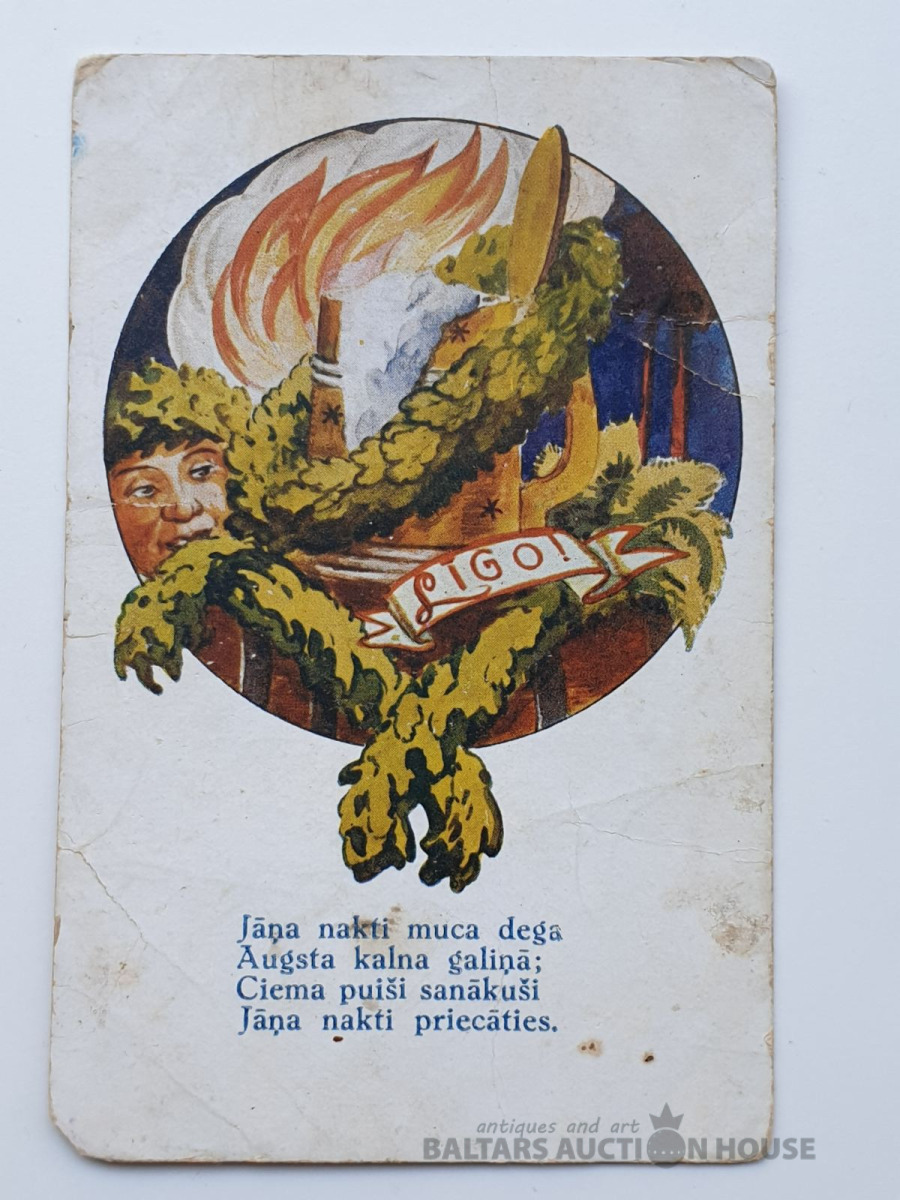 LĪGO!
Jāņa nakti muca dega
Augsta kalna galiņā;
Ciema puiši sanākuši
Jāņa nakti priecāties.
antiques and art
BALTARS AUCTION HOUSE